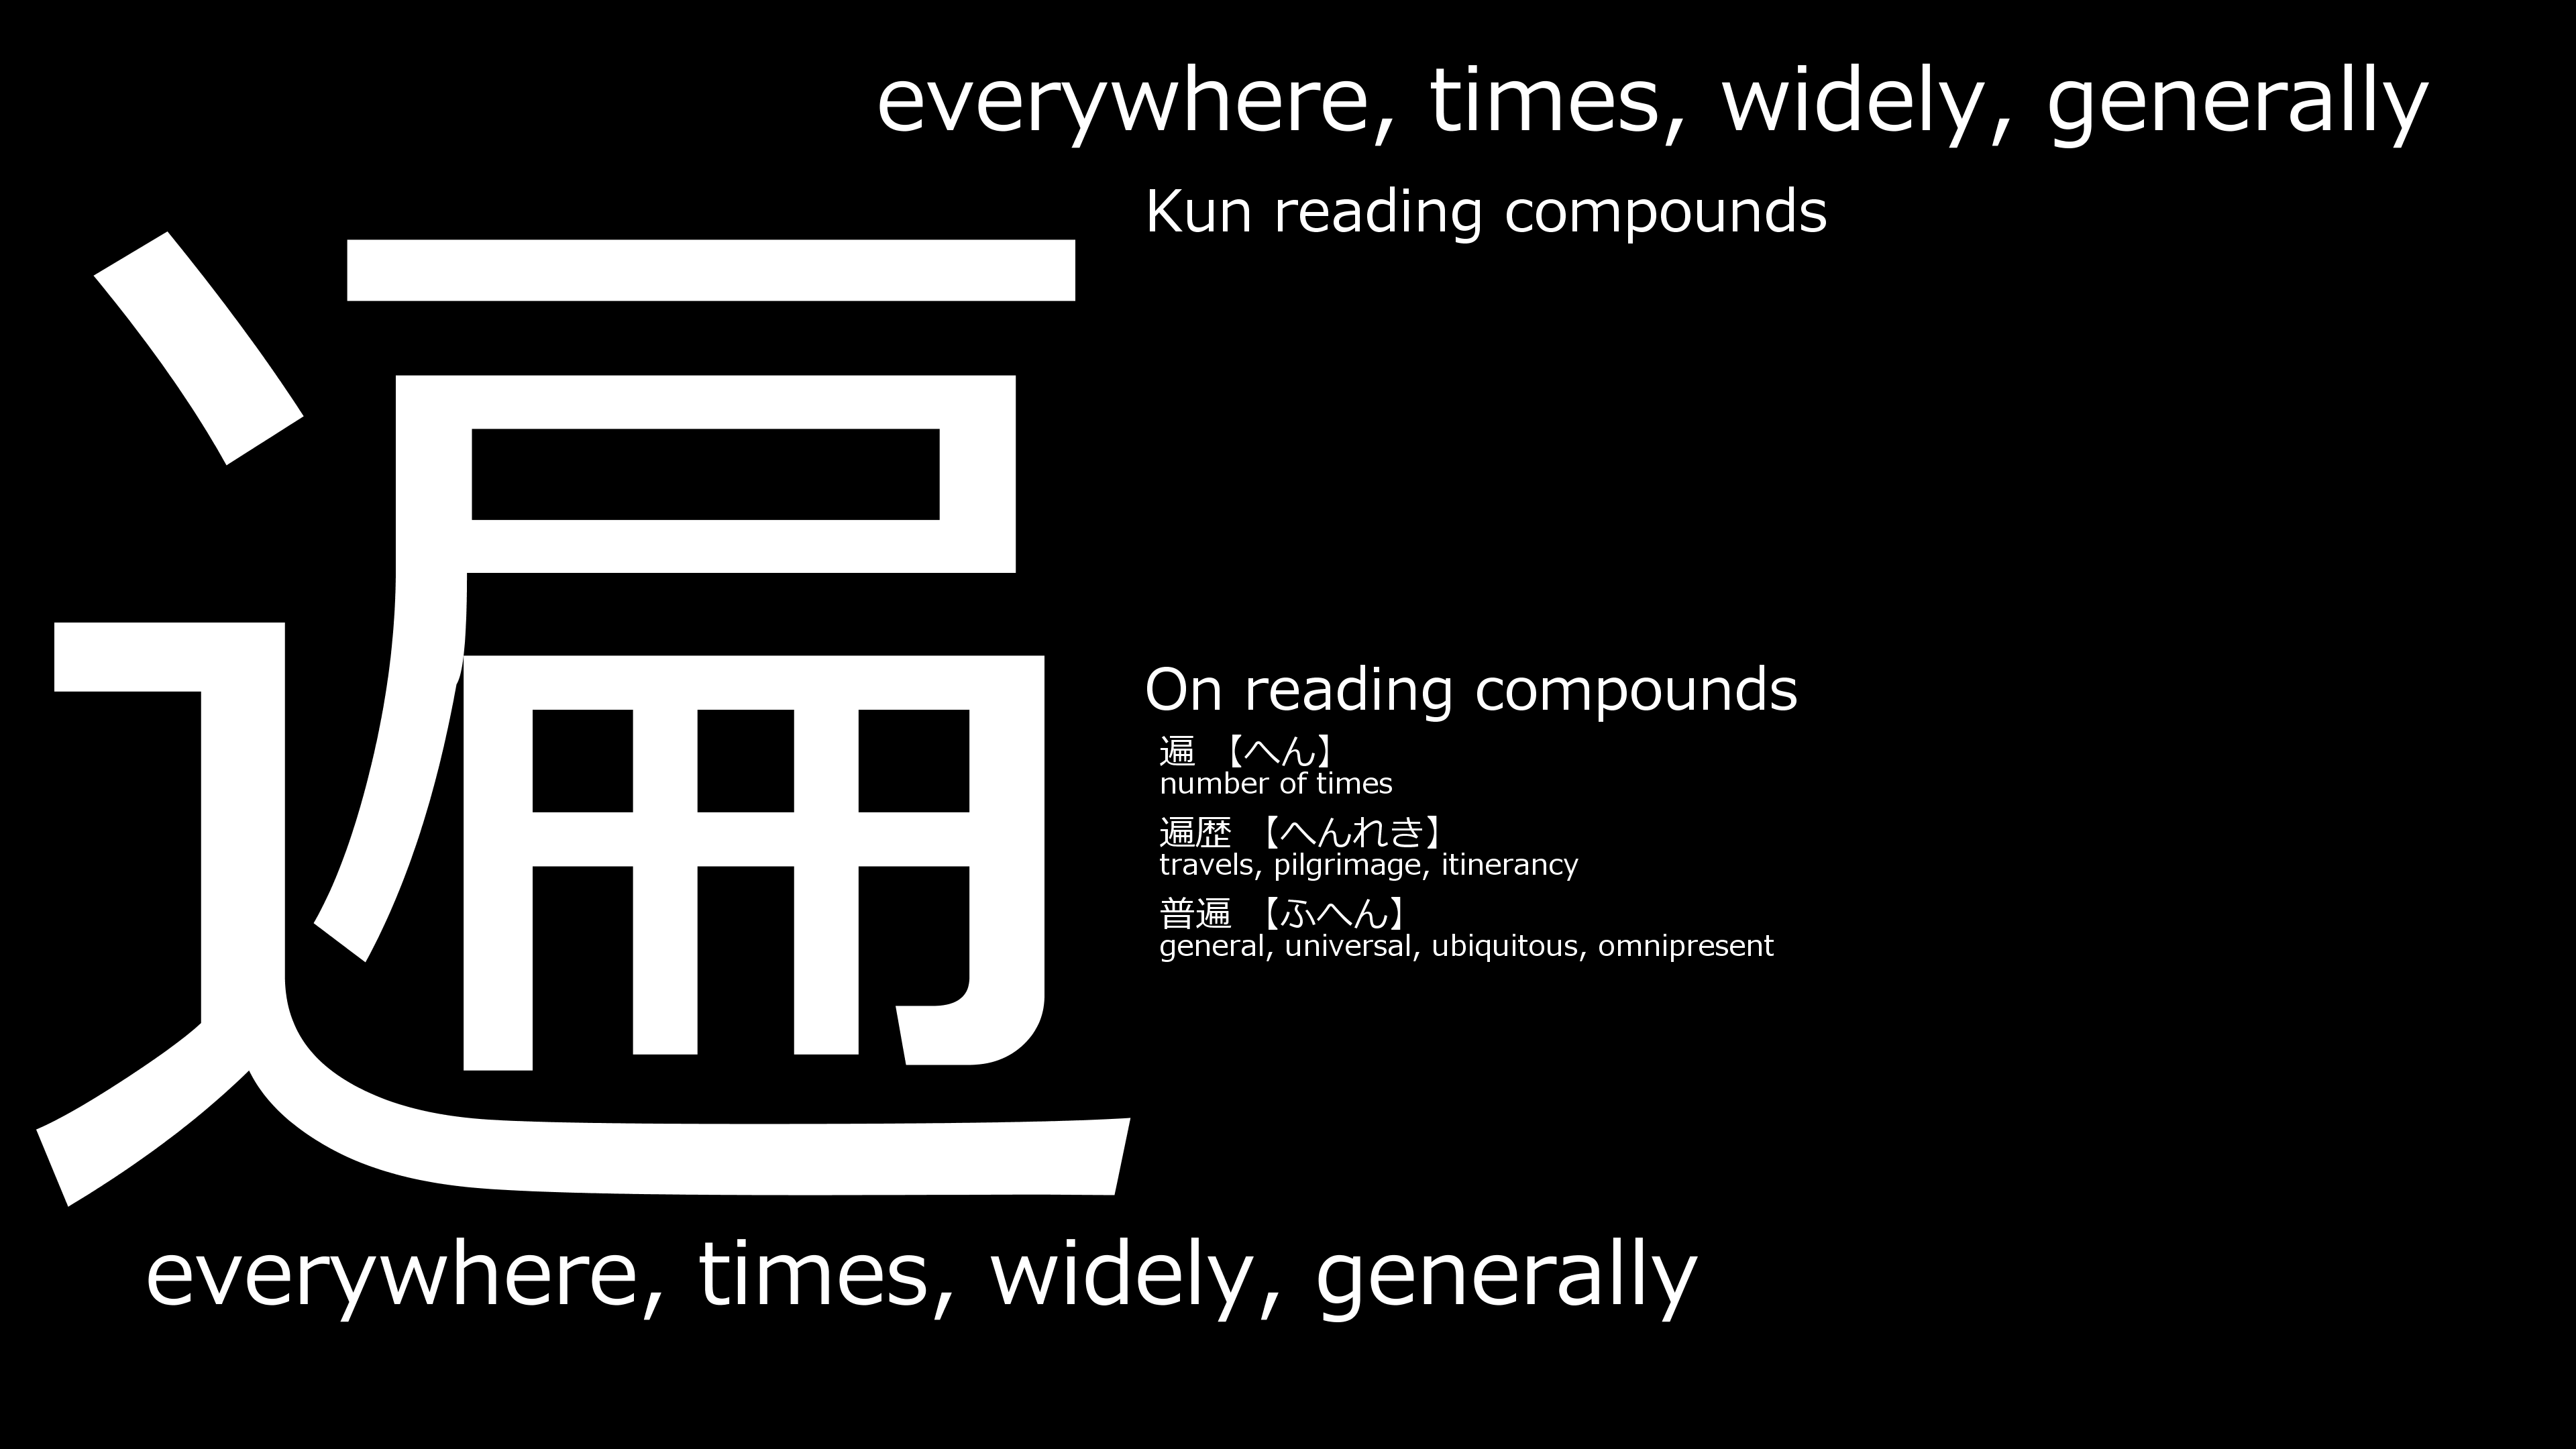 everywhere, times, widely, generally
Kun reading compounds
遍
On reading compounds
遍 【へん】
number of times
遍歴 【へんれき】
travels, pilgrimage, itinerancy
普遍 【ふへん】
general, universal, ubiquitous, omnipresent
everywhere, times, widely, generally